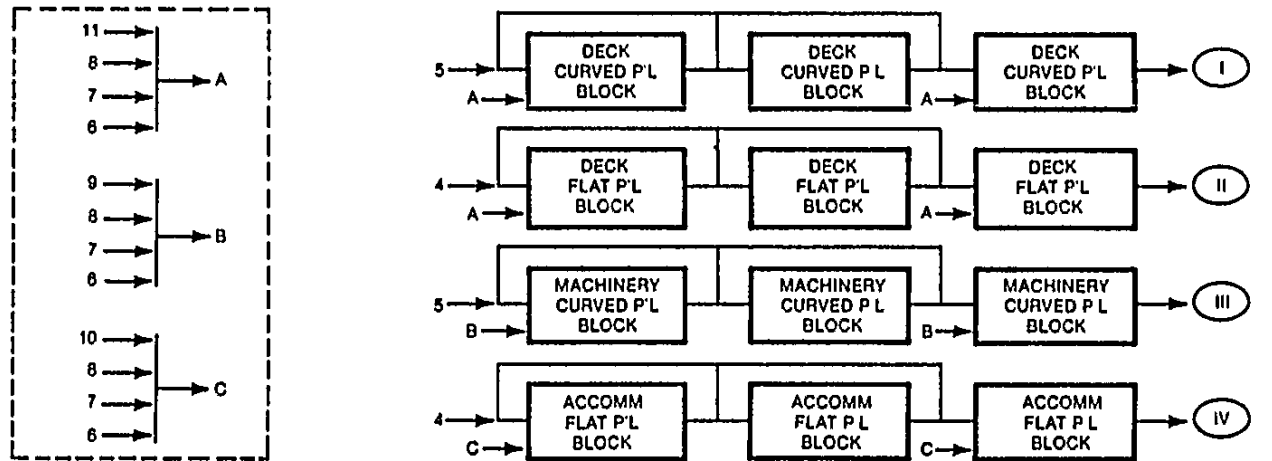 11
8
A
7
6
9
8
B
7
6
10
8
C
7
6
DECK
CURVED P'L
BLOCK
DECK
CURVED P L
BLOCK
DECK
CURVED P'L
BLOCK
5
A
A
I
DECK
FLAT P'L
BLOCK
DECK
FLAT P'L
BLOCK
DECK
FLAT P'L
BLOCK
4
A
A
II
MACHINERY
CURVED P'L
BLOCK
MACHINERY
CURVED P L
BLOCK
MACHINERY
CURVED P L
BLOCK
5
B
B
III
ACCOMM
FLAT P'L
BLOCK
ACCOMM
FLAT P L
BLOCK
ACCOMM
FLAT P L
BLOCK
4
C
C
IV